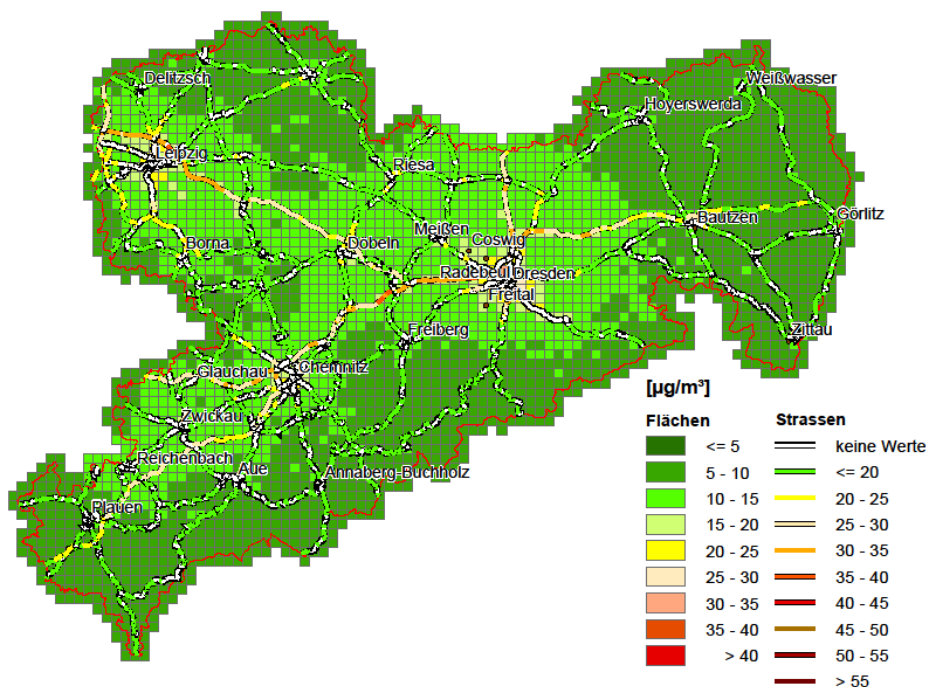 Delitzsch
Weißwasser
Hoyerswerda
Leipzig
Riesa
Bautzen
Görlitz
Meißen
Borna
Döbeln
Coswig
Radebeul Dresden
Freital
Freiberg
Zittau
Glauchau
Chemnitz
Zwickau
Reichenbach
Aue
Annaberg-Buchholz
Plauen
[µg/m³]
Flächen Strassen
<= 5 keine Werte
5 - 10 <= 20
10 - 15 20 - 25
15 - 20 25 - 30
20 - 25 30 - 35
25 - 30 35 - 40
30 - 35 40 - 45
35 - 40 45 - 50
> 40 50 - 55
> 55